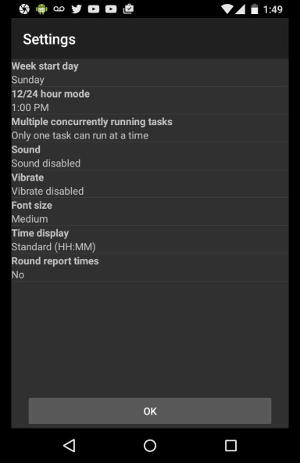 1:49
Settings
Week start day
Sunday
12/24 hour mode
1:00 PM
Multiple concurrently running tasks
Only one task can run at a time
Sound
Sound disabled
Vibrate
Vibrate disabled
Font size
Medium
Time display
Standard (HH:MM)
Round report times
No
OK